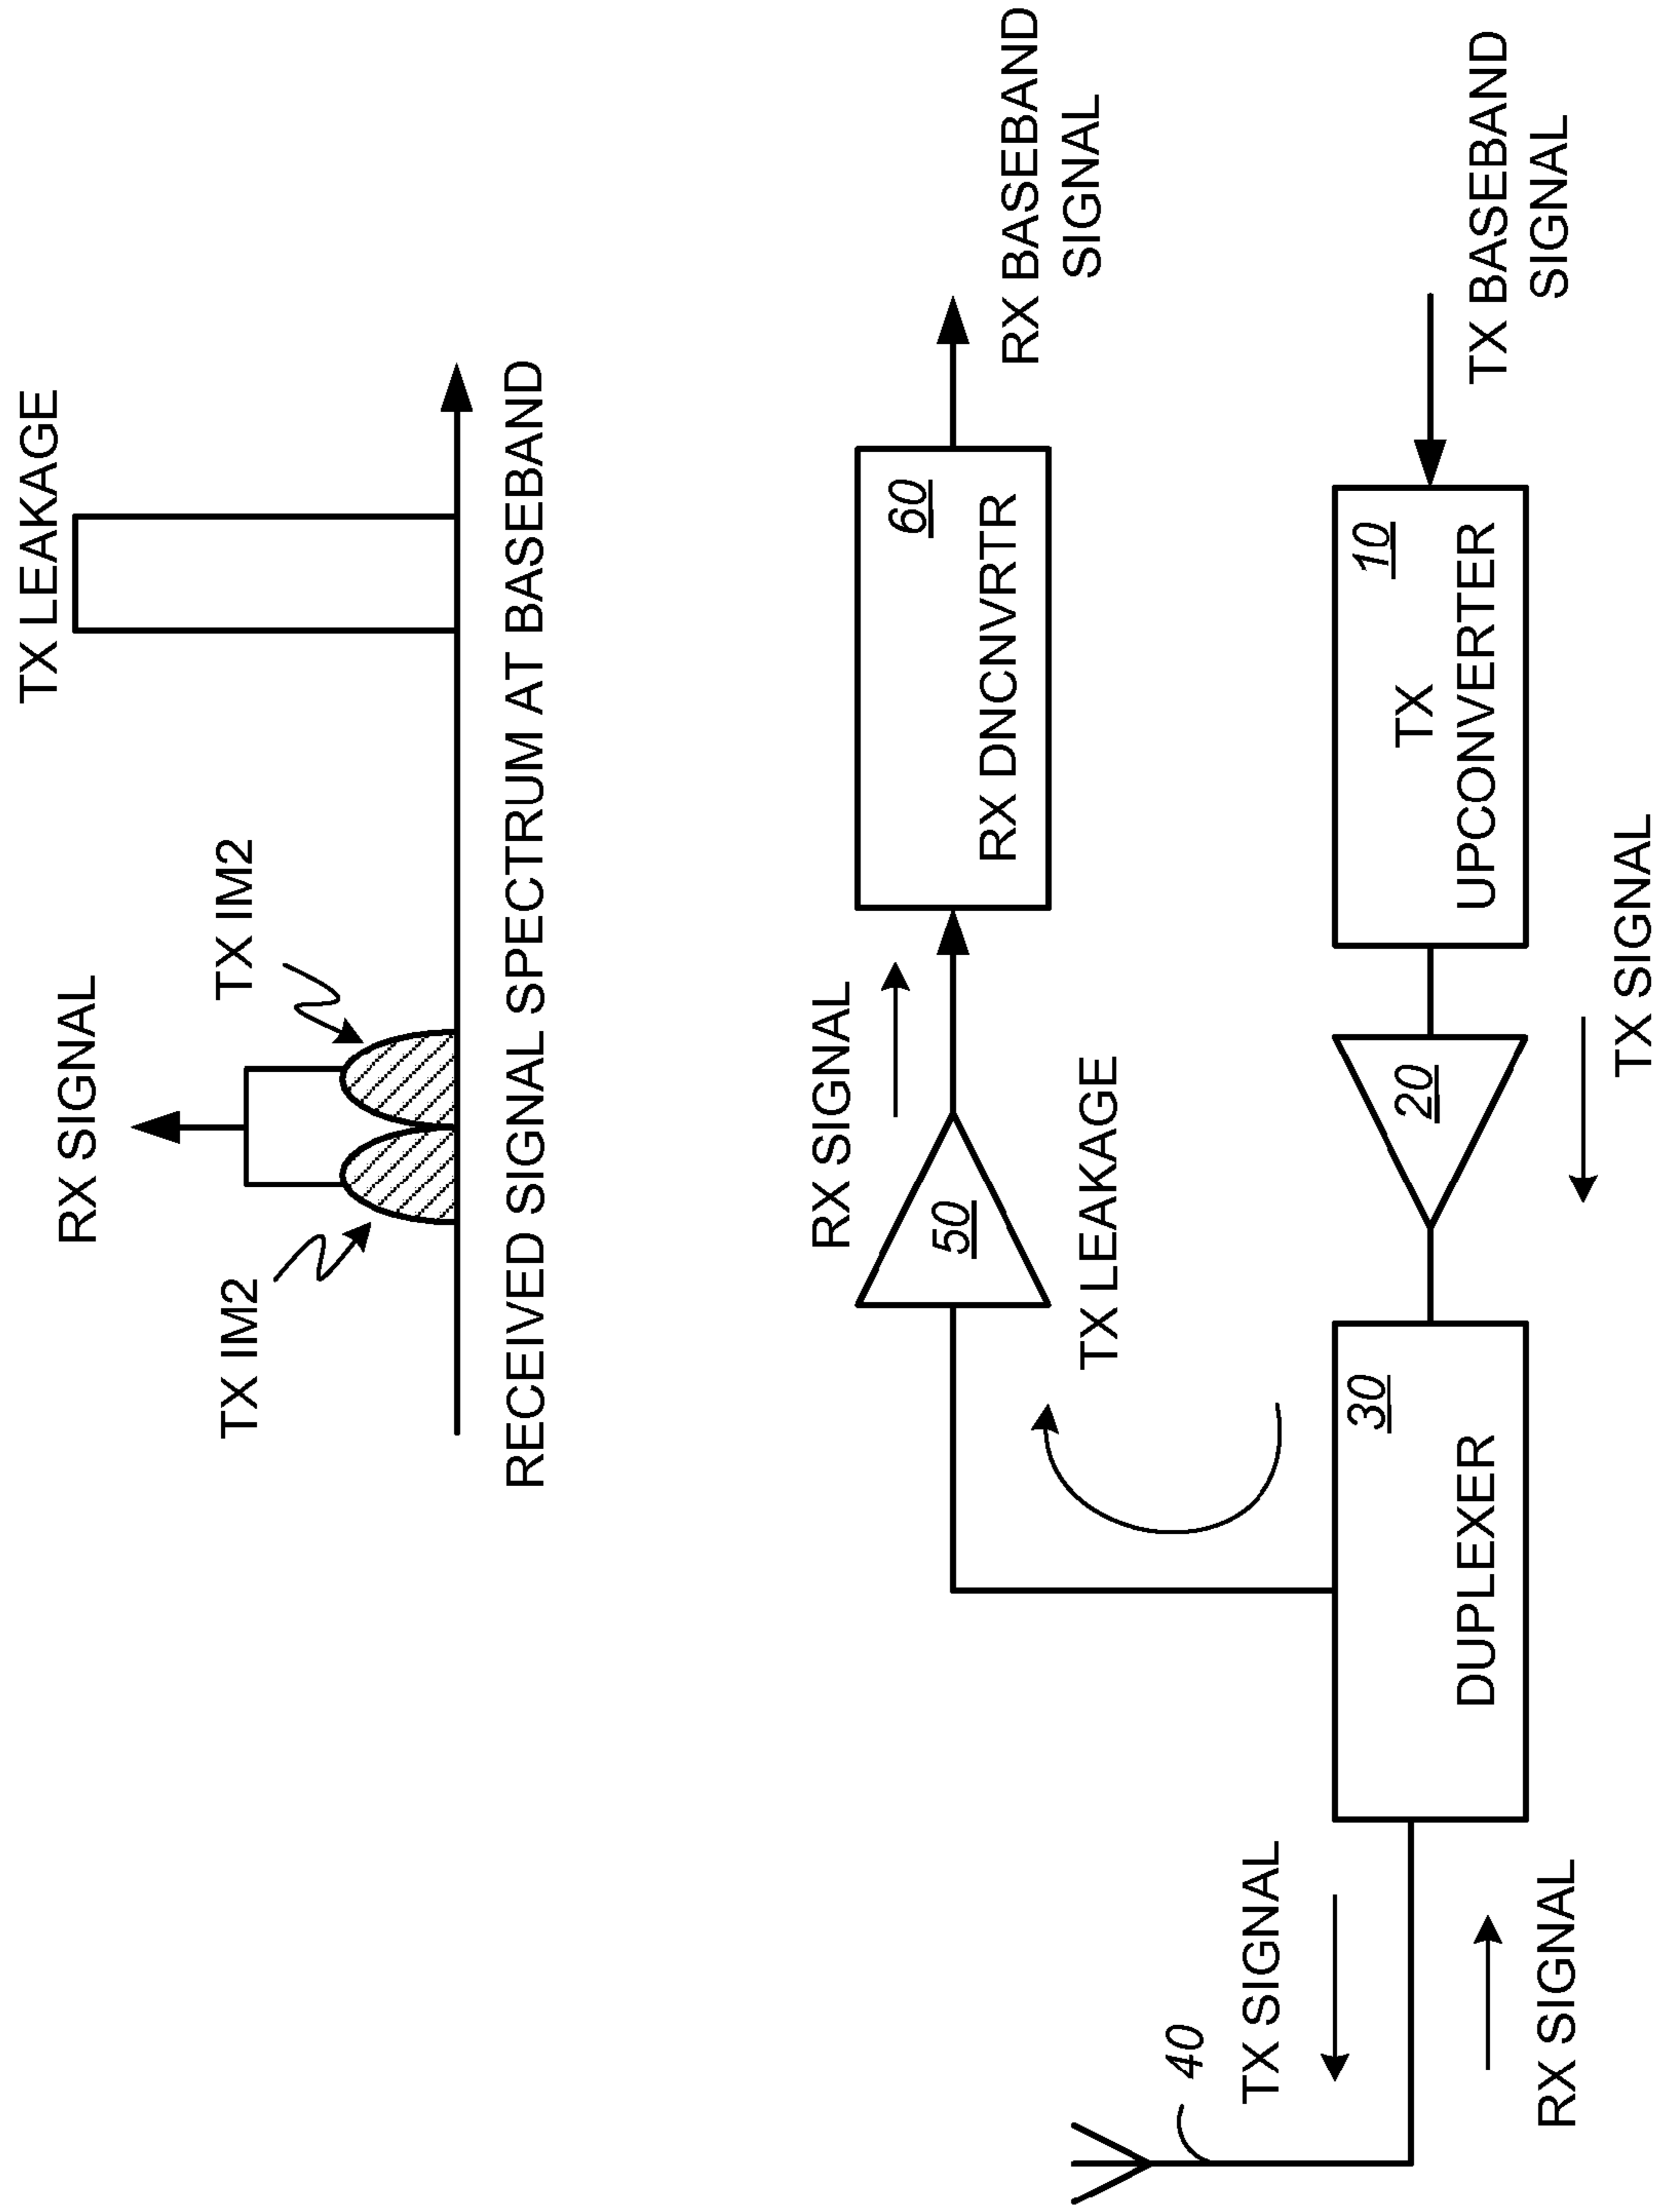 TX LEAKAGE
RX SIGNAL
TX IM2
TX IM2
RECEIVED SIGNAL SPECTRUM AT BASEBAND
RX SIGNAL
50
60
RX DNCNVRTR
RX BASEBAND
SIGNAL
TX LEAKAGE
40
TX SIGNAL
RX SIGNAL
30
DUPLEXER
20
TX SIGNAL
10
TX
UPCONVERTER
TX BASEBAND
SIGNAL